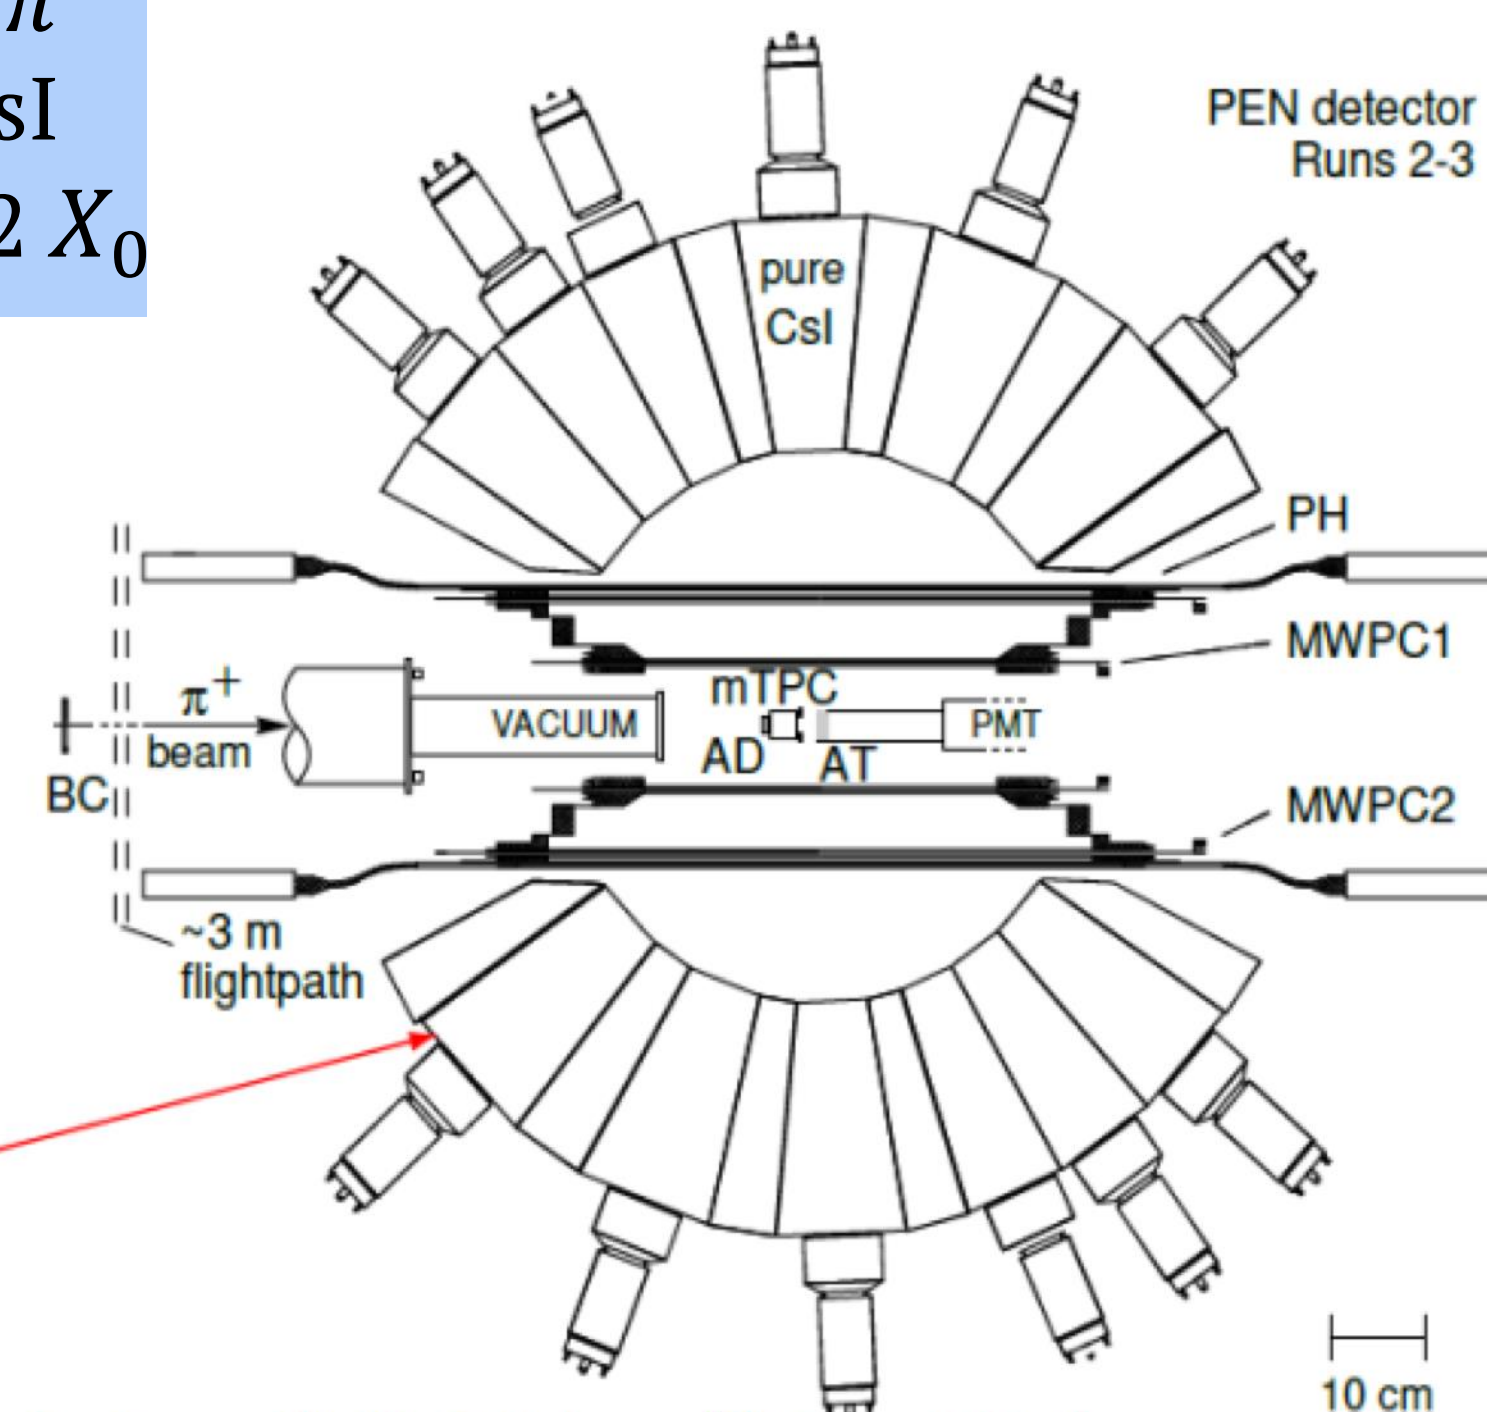 π
sI
2 X₀
PEN detector
Runs 2-3
pure
CsI
PH
MWPC1
mTPC
π⁺
beam
VACUUM
PMT
AD
AT
BC
MWPC2
~3 m
flightpath
10 cm